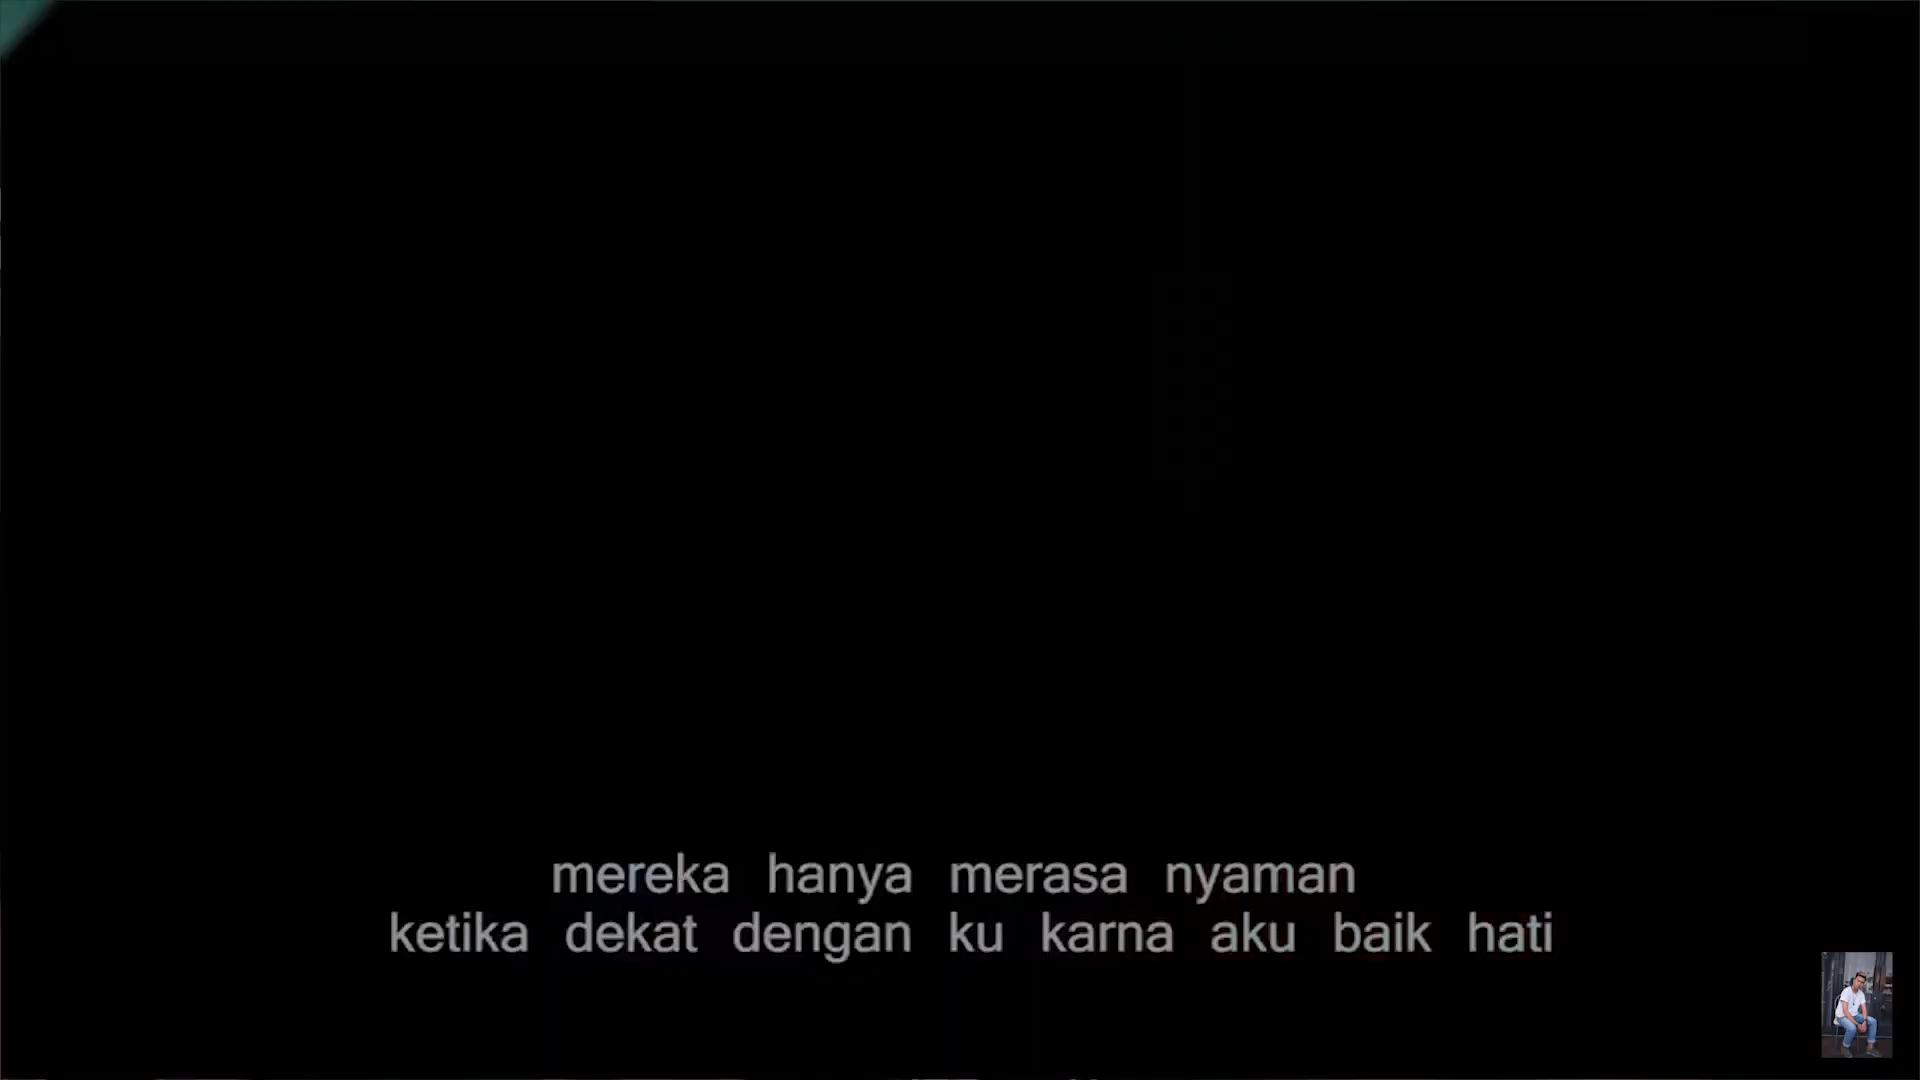 mereka hanya merasa nyaman
ketika dekat dengan ku karna aku baik hati